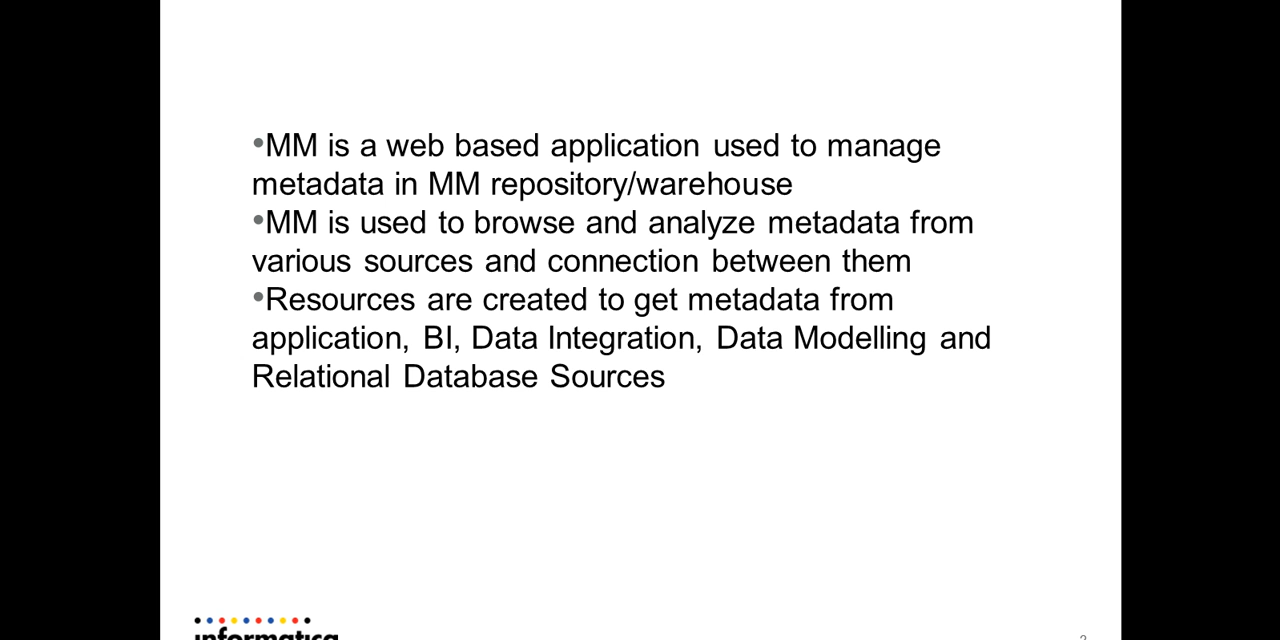 •MM is a web based application used to manage
metadata in MM repository/warehouse
•MM is used to browse and analyze metadata from
various sources and connection between them
•Resources are created to get metadata from
application, BI, Data Integration, Data Modelling and
Relational Database Sources
informatica
2